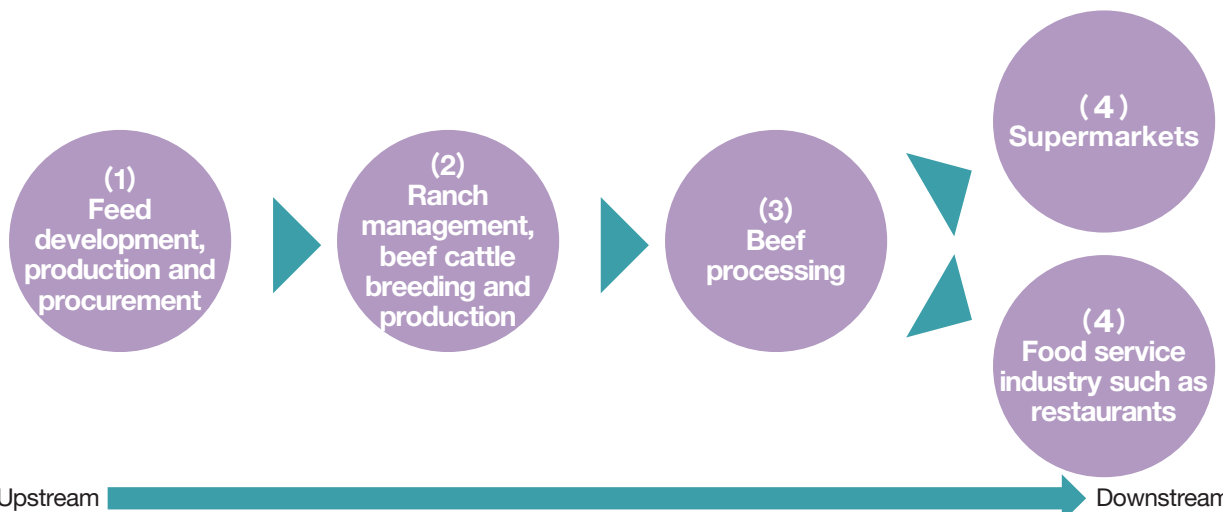 (1)
Feed
development,
production and
procurement
(2)
Ranch
management,
beef cattle
breeding and
production
(3)
Beef
processing
(4)
Supermarkets
(4)
Food service
industry such as
restaurants
Upstream
Downstream